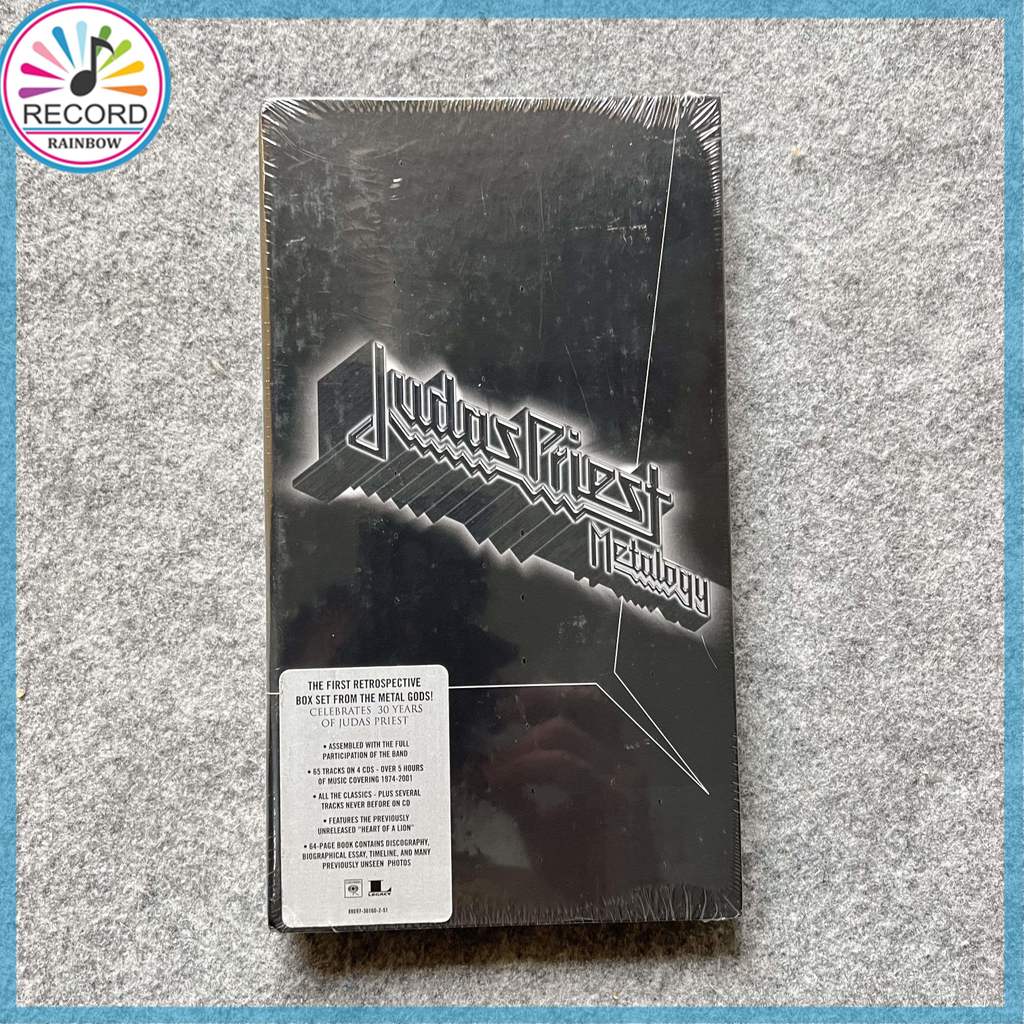 RECORD
RAINBOW
Judas Priest
Metalogy
THE FIRST RETROSPECTIVE
BOX SET FROM THE METAL GODS!
CELEBRATES 30 YEARS
OF JUDAS PRIEST
• ASSEMBLED WITH THE FULL
PARTICIPATION OF THE BAND
• 65 TRACKS ON 4 CDS - OVER 5 HOURS
OF MUSIC COVERING 1974-2001
• ALL THE CLASSICS - PLUS SEVERAL
TRACKS NEVER BEFORE ON CD
• FEATURES THE PREVIOUSLY
UNRELEASED "HEART OF A LION"
• 64-PAGE BOOK CONTAINS DISCOGRAPHY,
BIOGRAPHICAL ESSAY, TIMELINE, AND MANY
PREVIOUSLY UNSEEN PHOTOS
LEGACY